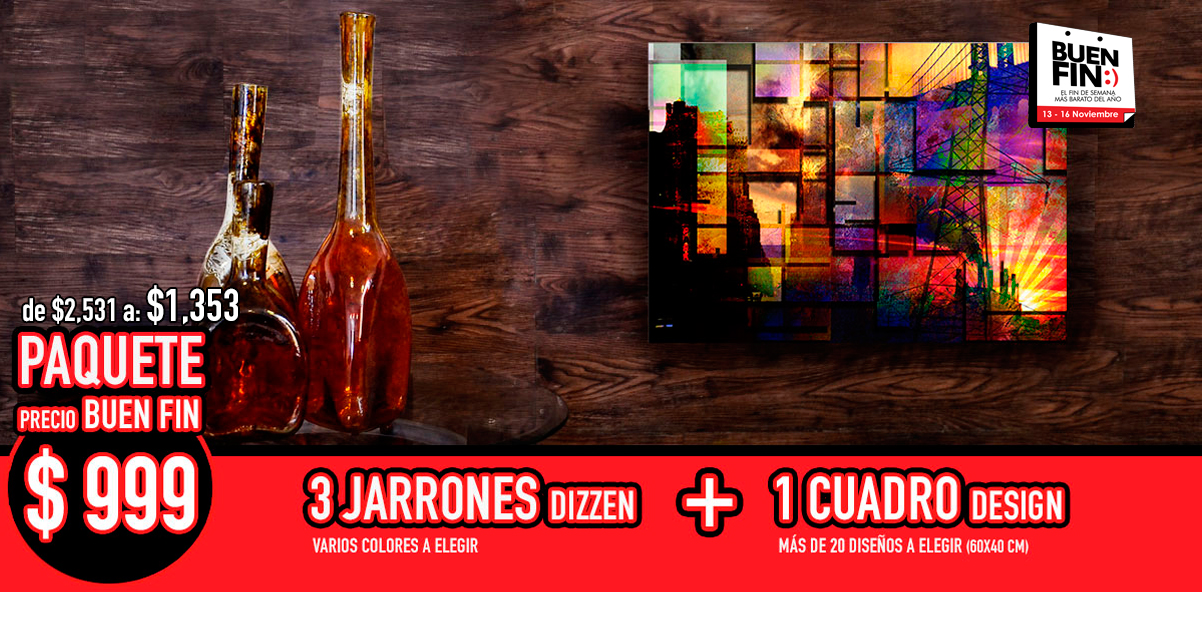 BUEN
FIN:)
EL FIN DE SEMANA
MÁS BARATO DEL AÑO
13 - 16 Noviembre
de $2,531 a: $1,353
PAQUETE
PRECIO BUEN FIN
$ 999
3 JARRONES DIZZEN
VARIOS COLORES A ELEGIR
+
1 CUADRO DESIGN
MÁS DE 20 DISEÑOS A ELEGIR (60X40 CM)